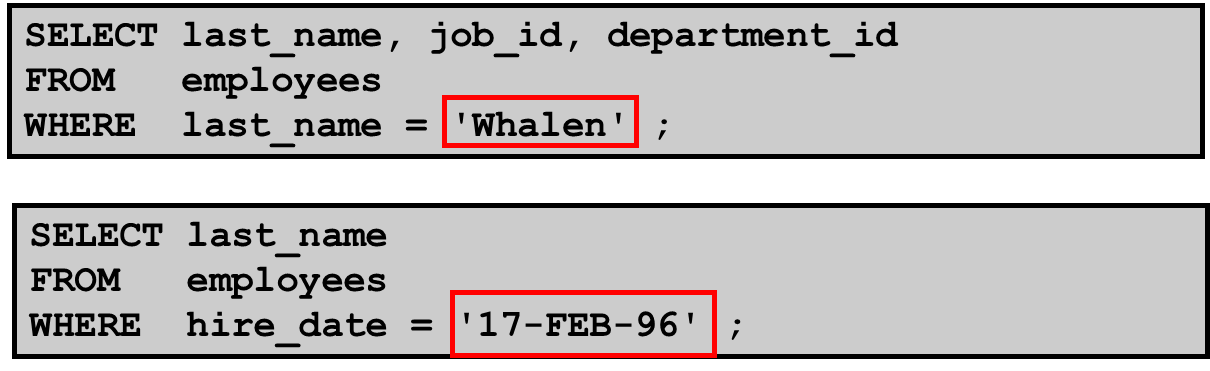 SELECT last_name, job_id, department_id
FROM   employees
WHERE  last_name = 'Whalen' ;
SELECT last_name
FROM   employees
WHERE  hire_date = '17-FEB-96' ;